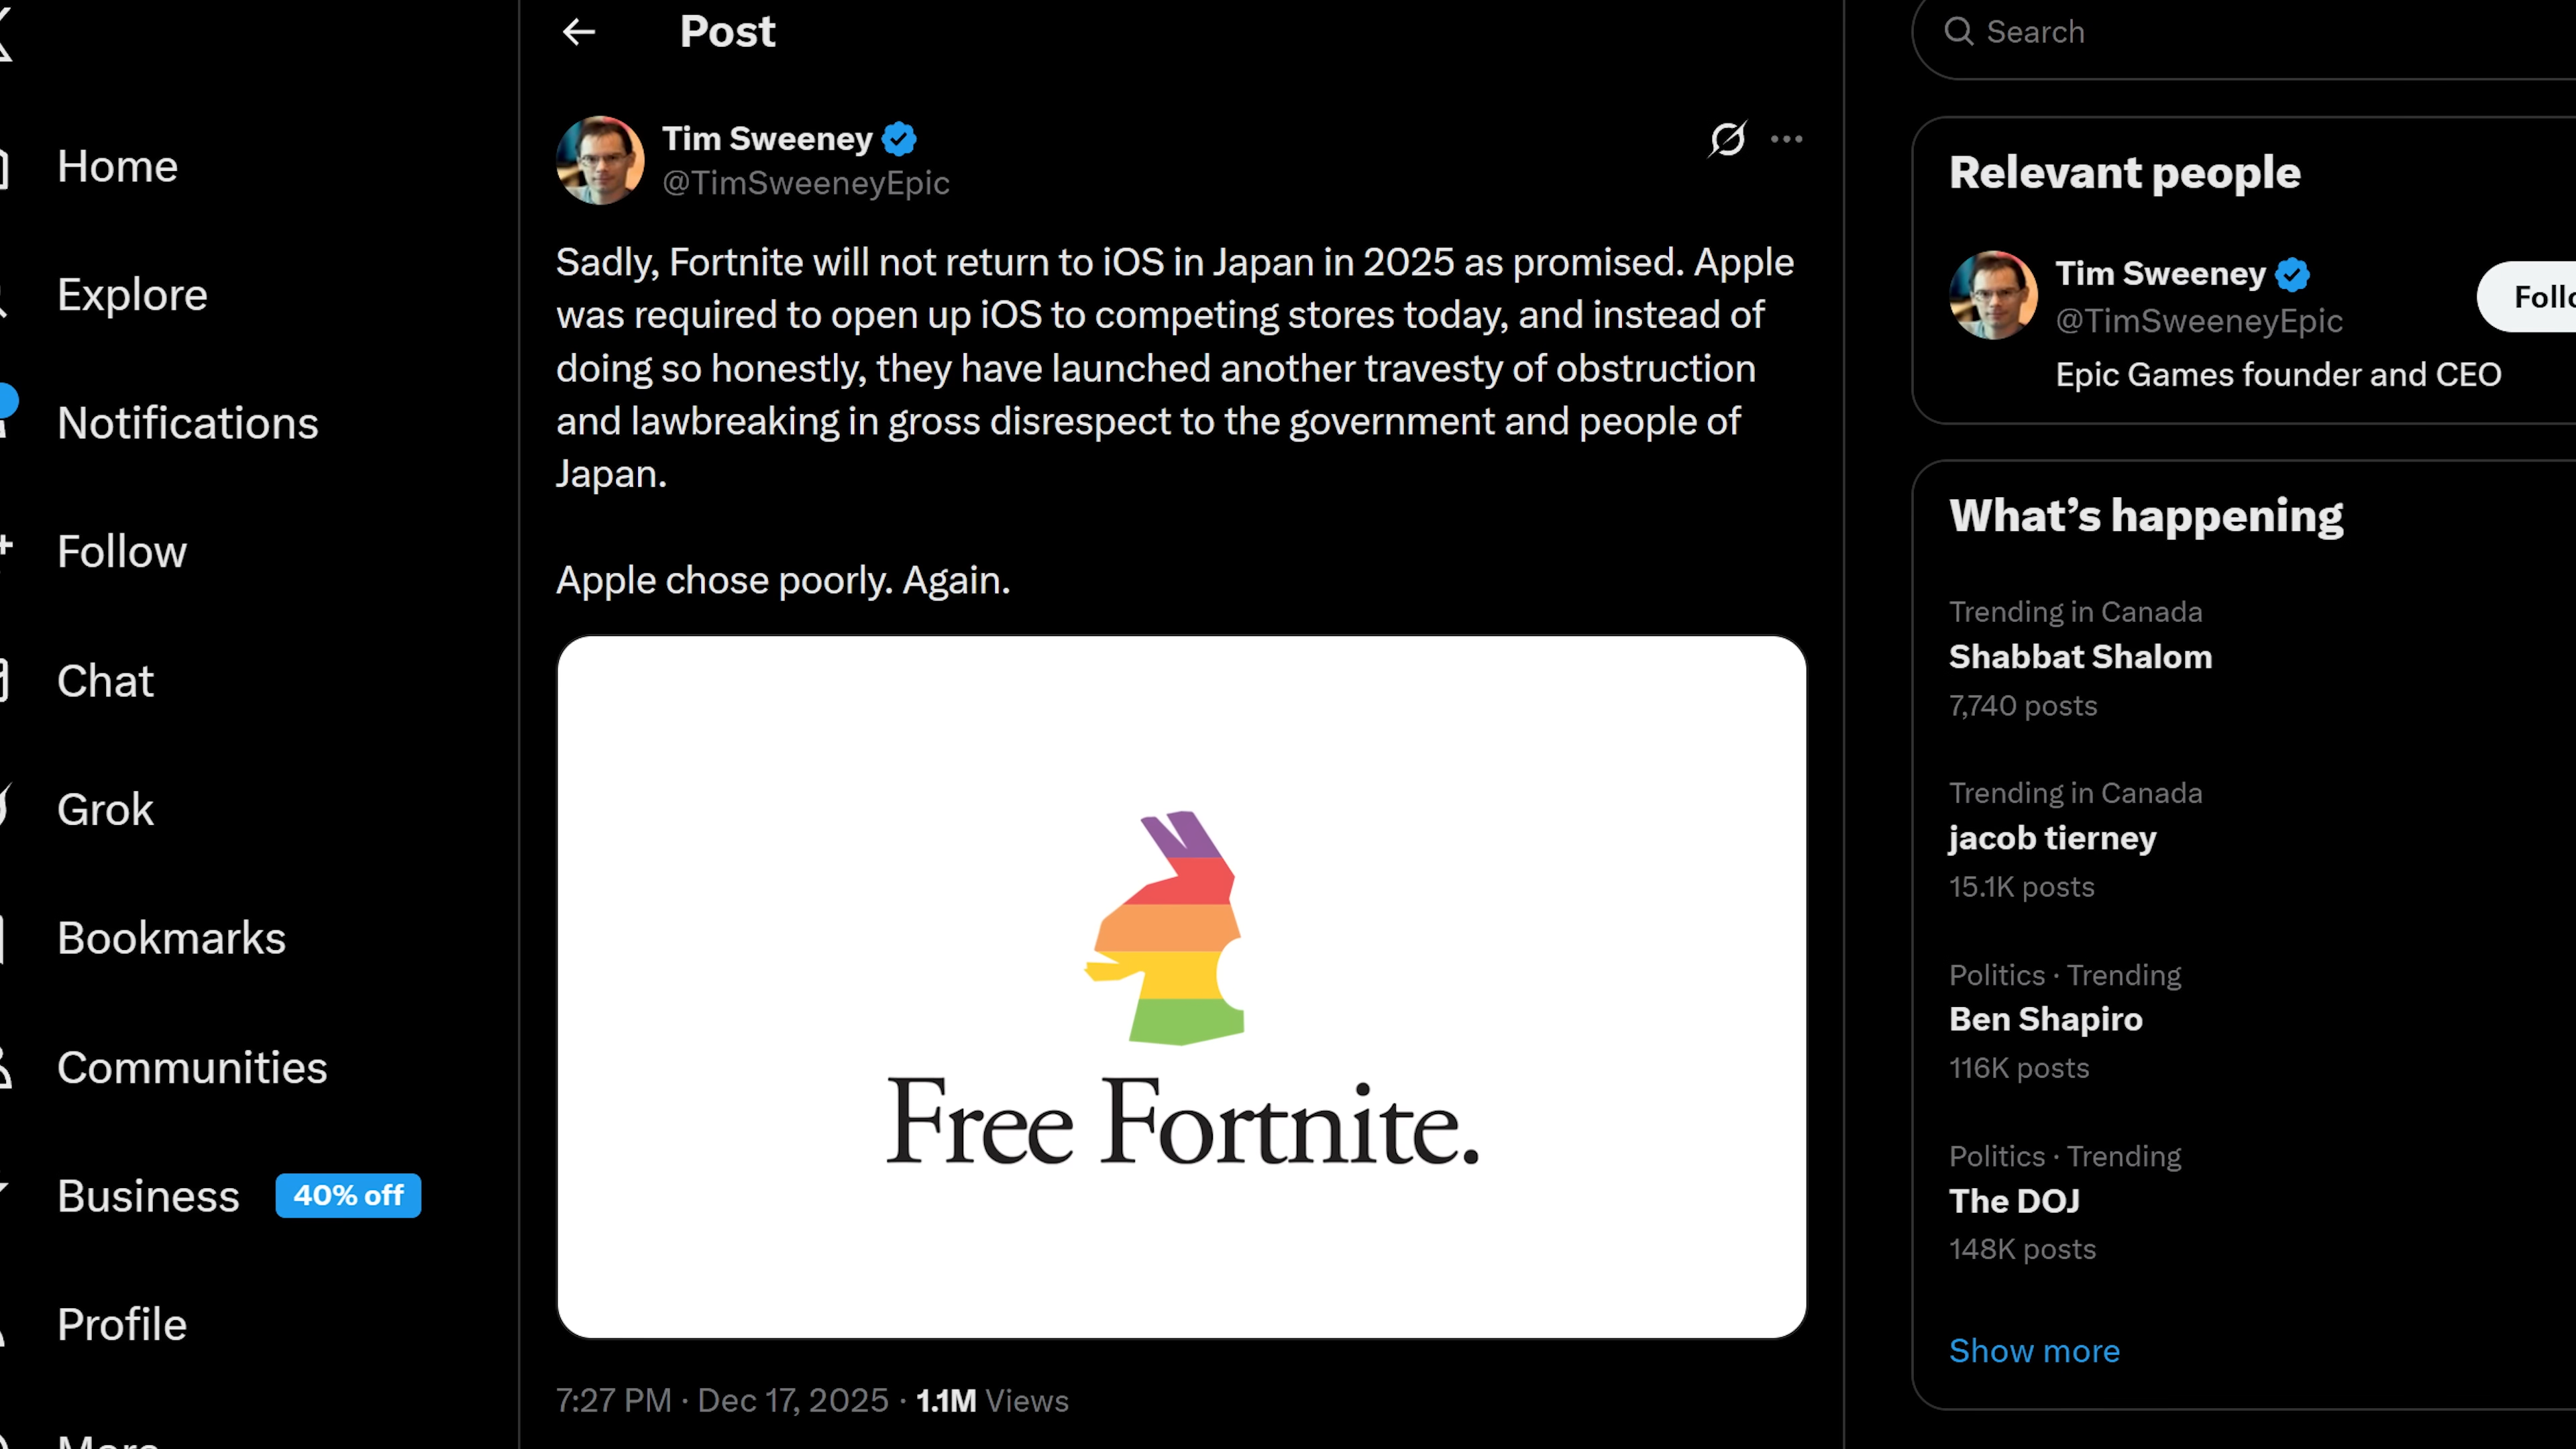 Home
Explore
Notifications
Follow
Chat
Grok
Bookmarks
Communities
Business
40% off
Profile
More
Post
Tim Sweeney
@TimSweeneyEpic
Sadly, Fortnite will not return to iOS in Japan in 2025 as promised. Apple
was required to open up iOS to competing stores today, and instead of
doing so honestly, they have launched another travesty of obstruction
and lawbreaking in gross disrespect to the government and people of
Japan.
Apple chose poorly. Again.
Free Fortnite.
7:27 PM · Dec 17, 2025 · 1.1M Views
Search
Relevant people
Tim Sweeney
@TimSweeneyEpic
Epic Games founder and CEO
What's happening
Trending in Canada
Shabbat Shalom
7,740 posts
Trending in Canada
jacob tierney
15.1K posts
Politics · Trending
Ben Shapiro
116K posts
Politics · Trending
The DOJ
148K posts
Show more